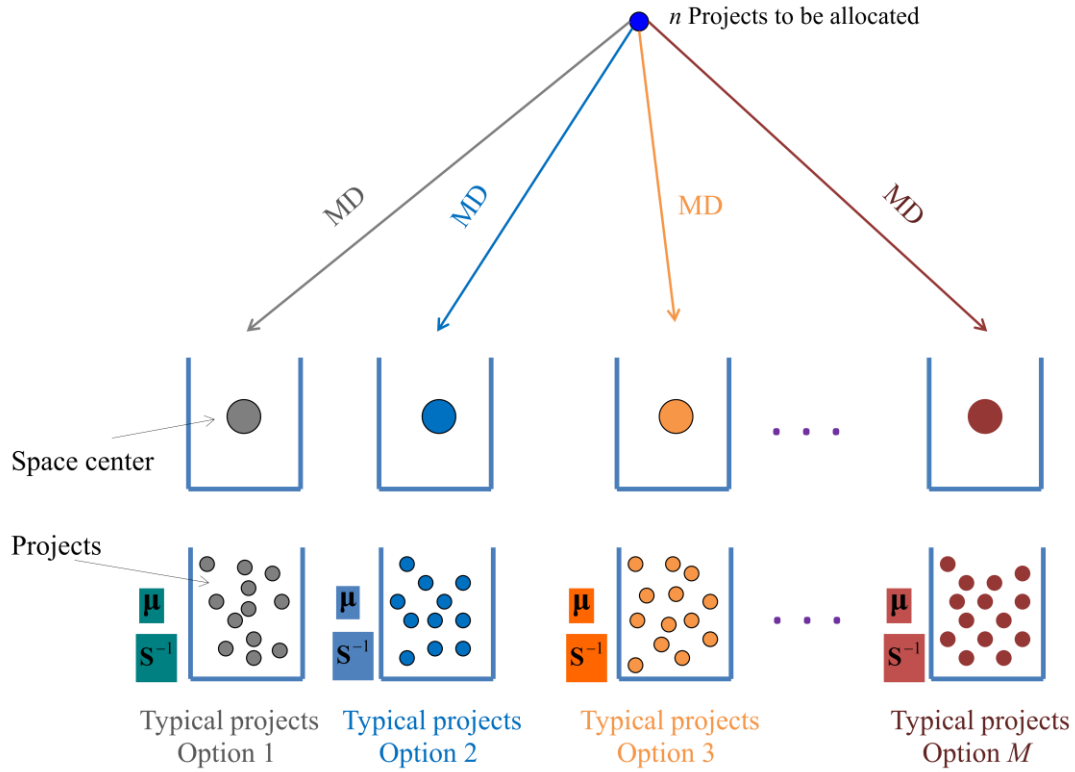 n Projects to be allocated
MD
MD
MD
MD
Space center
. . .
Projects
μ
μ
μ
μ
S⁻¹
S⁻¹
S⁻¹
S⁻¹
. . .
Typical projects
Option 1
Typical projects
Option 2
Typical projects
Option 3
Typical projects
Option M